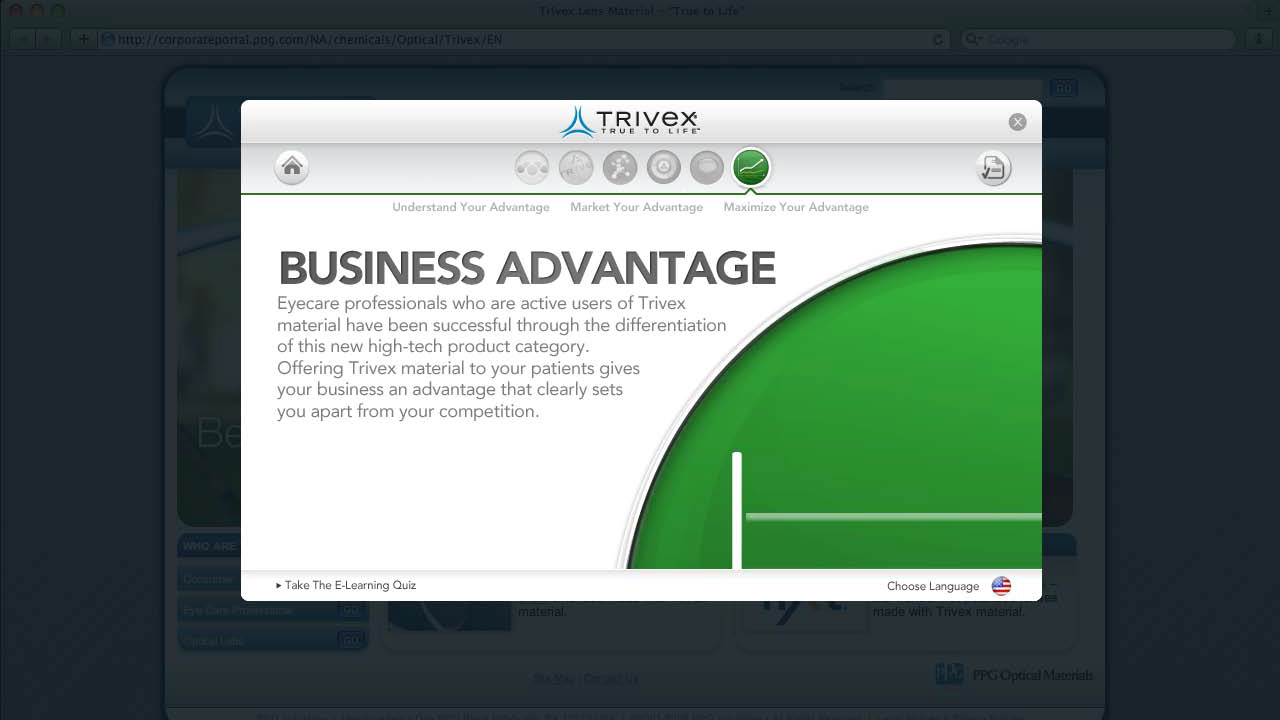 Trivex Lens Material - "True to Life"
http://corporateportal.ppg.com/NA/chemicals/Optical/Trivex/EN
Google
Search
GO
TRIVEX
TRUE TO LIFE™
Understand Your Advantage Market Your Advantage Maximize Your Advantage
BUSINESS ADVANTAGE
Eyecare professionals who are active users of Trivex
material have been successful through the differentiation
of this new high-tech product category.
Offering Trivex material to your patients gives
your business an advantage that clearly sets
you apart from your competition.
Be
WHO ARE
Consumer
Take The E-Learning Quiz
Choose Language
Eye Care Professional GO
material.
made with Trivex material.
Optical Labs GO
Site Map | Contact Us
PPG PPG Optical Materials